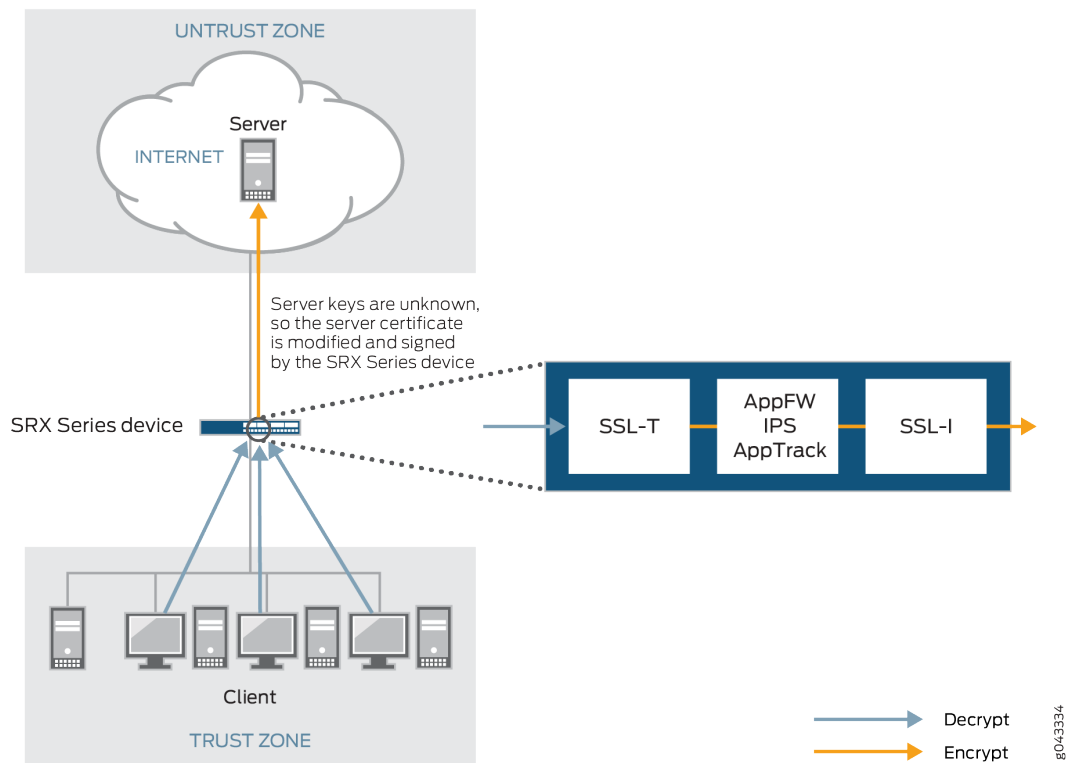 UNTRUST ZONE
Server
INTERNET
Server keys are unknown,
so the server certificate
is modified and signed
by the SRX Series device
SRX Series device
SSL-T
AppFW
IPS
AppTrack
SSL-I
Client
TRUST ZONE
Decrypt
Encrypt
g043334